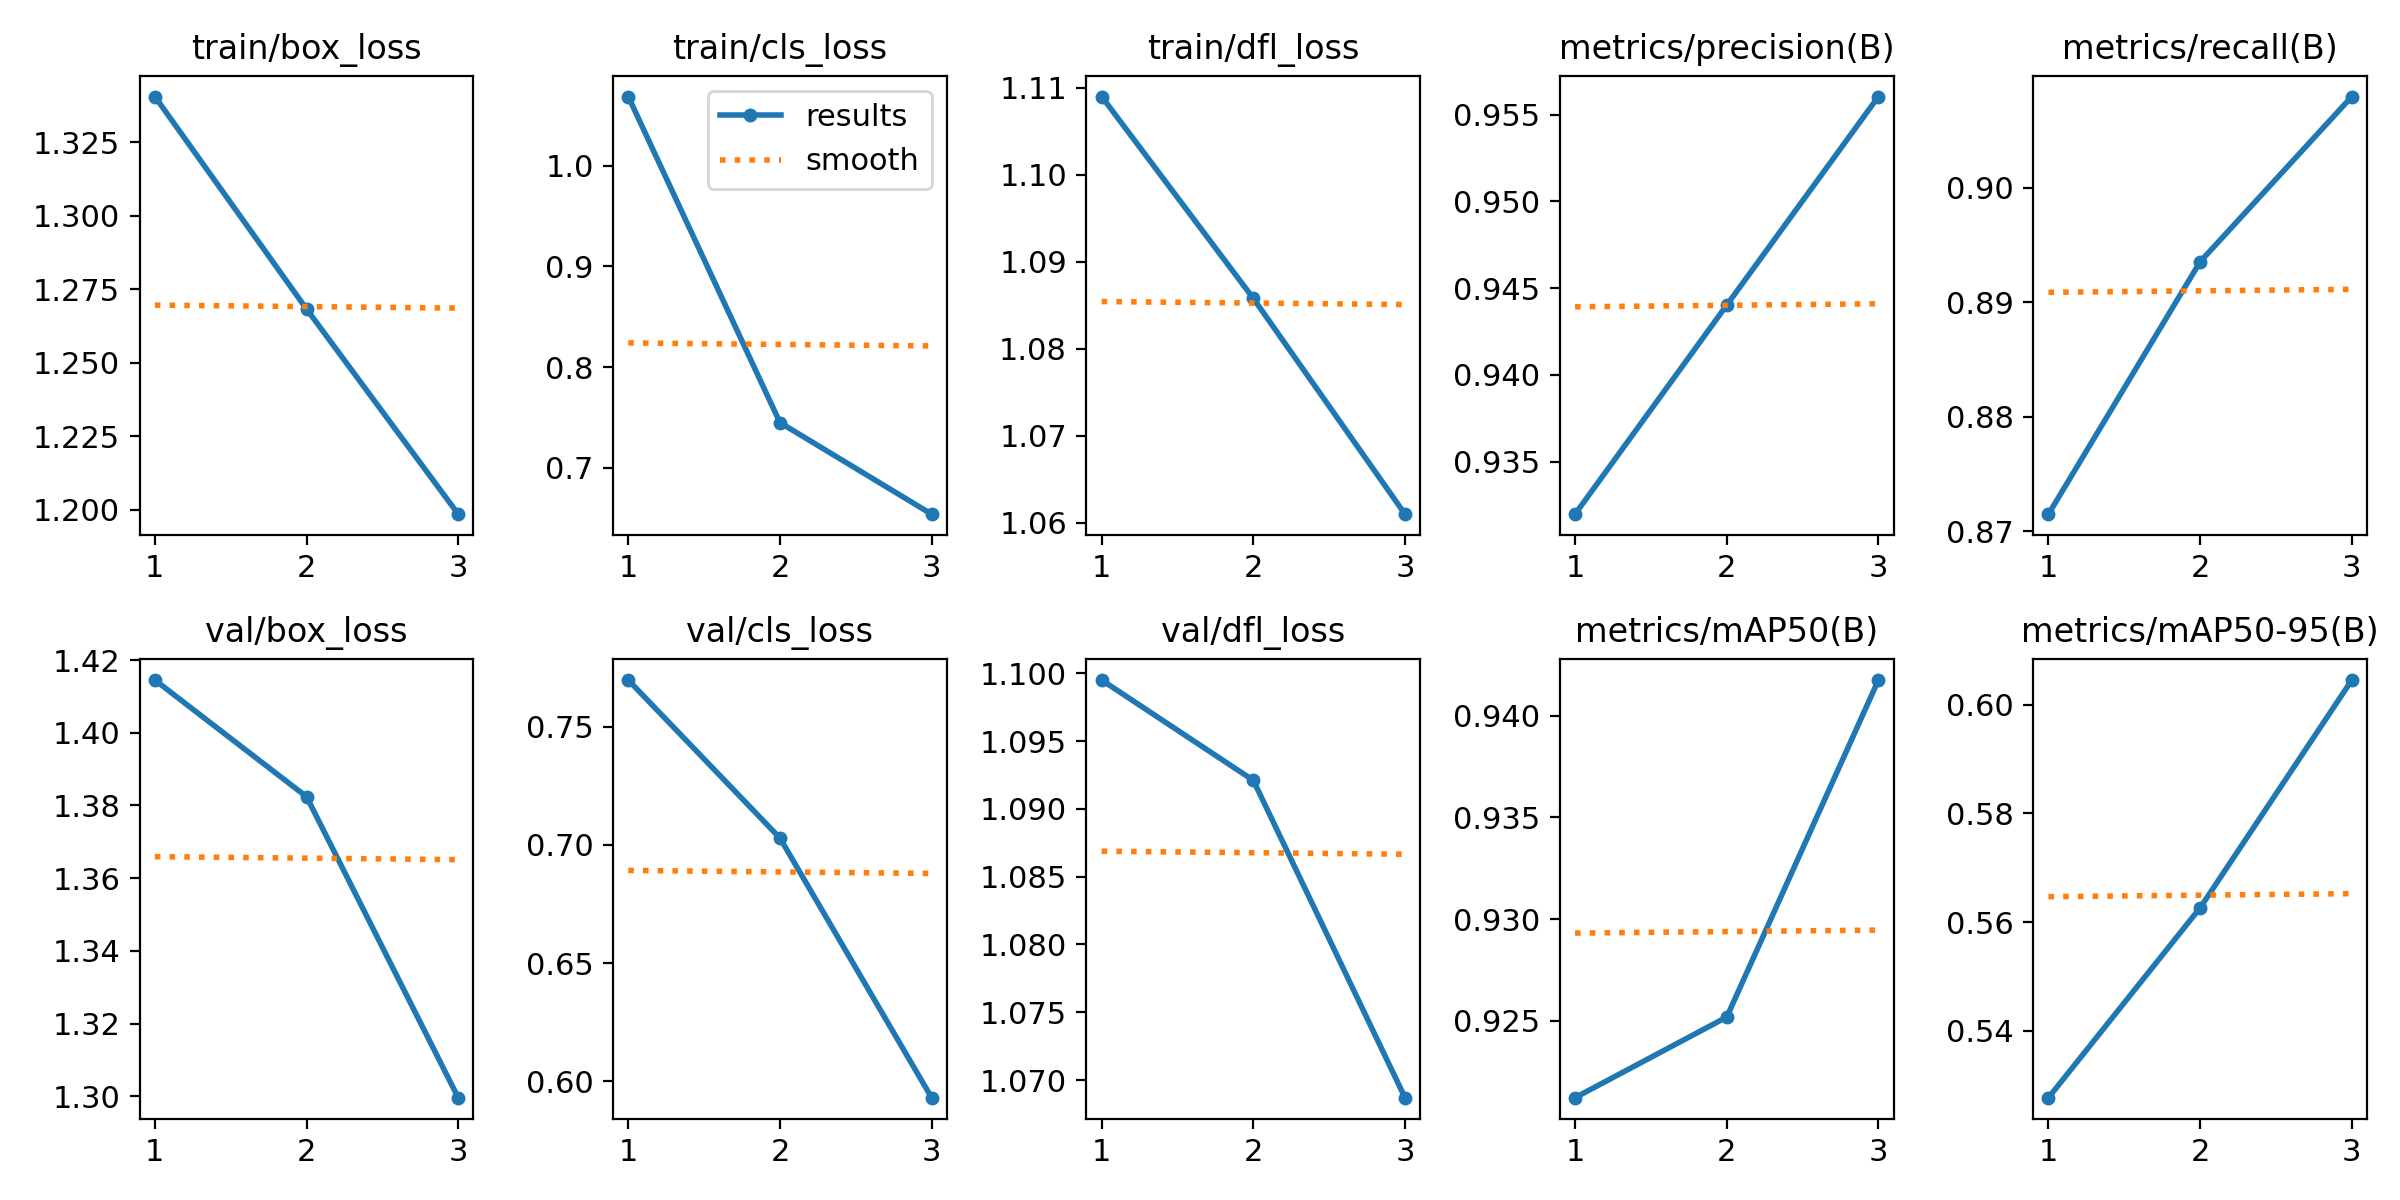 train/box_loss
1.325
1.300
1.275
1.250
1.225
1.200
1 2 3
train/cls_loss
results
smooth
1.0
0.9
0.8
0.7
1 2 3
train/dfl_loss
1.11
1.10
1.09
1.08
1.07
1.06
1 2 3
metrics/precision(B)
0.955
0.950
0.945
0.940
0.935
1 2 3
metrics/recall(B)
0.90
0.89
0.88
0.87
1 2 3
val/box_loss
1.42
1.40
1.38
1.36
1.34
1.32
1.30
1 2 3
val/cls_loss
0.75
0.70
0.65
0.60
1 2 3
val/dfl_loss
1.100
1.095
1.090
1.085
1.080
1.075
1.070
1 2 3
metrics/mAP50(B)
0.940
0.935
0.930
0.925
1 2 3
metrics/mAP50-95(B)
0.60
0.58
0.56
0.54
1 2 3